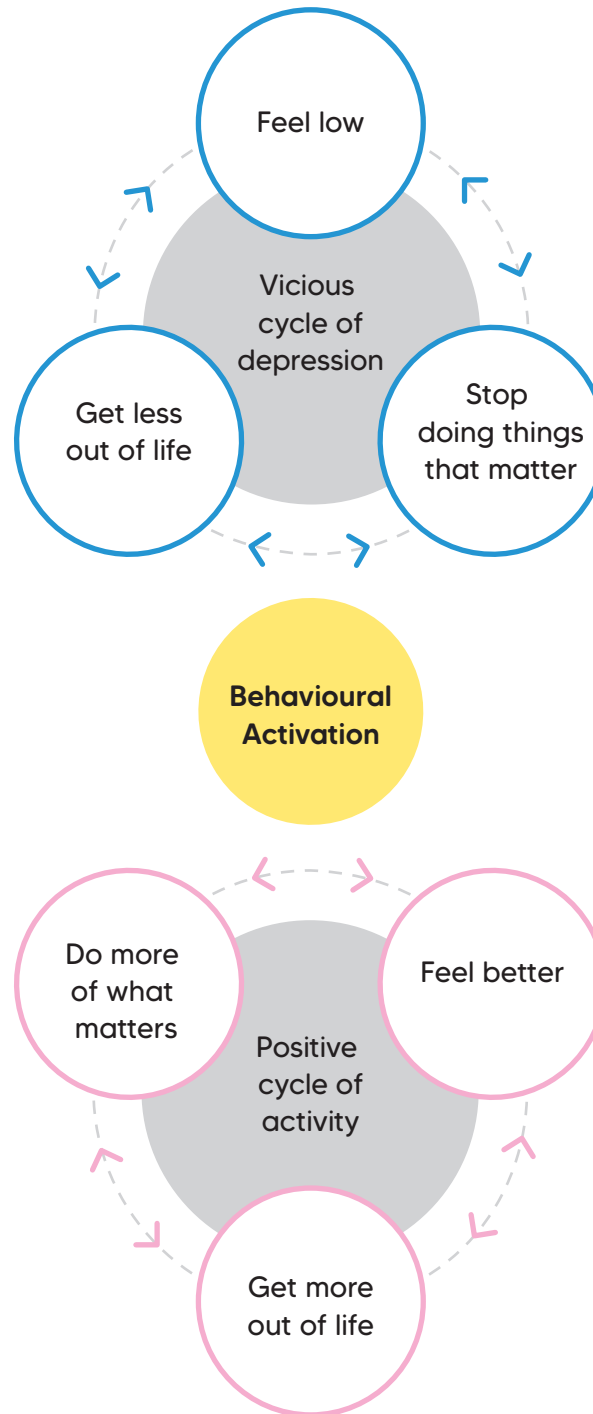 Feel low
Vicious
cycle of
depression
Get less
out of life
Stop
doing things
that matter
Behavioural
Activation
Do more
of what
matters
Feel better
Positive
cycle of
activity
Get more
out of life